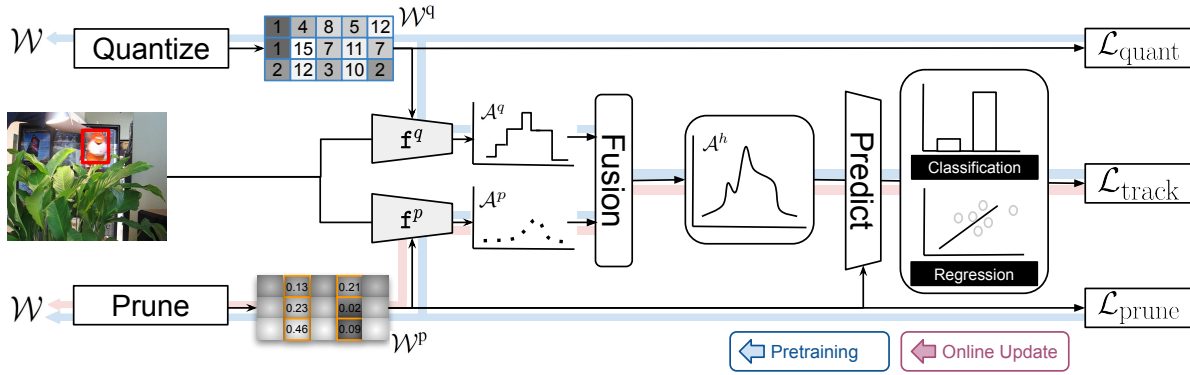 𝒲 Quantize 1 4 8 5 12 𝒲^q ℒ_quant
1 15 7 11 7
2 12 3 10 2
f^q 𝒜^q Fusion 𝒜^h Predict Classification ℒ_track
f^p 𝒜^p Regression
𝒲 Prune 0.13 0.21 ℒ_prune
0.23 0.02
0.46 0.09
𝒲^p
Pretraining Online Update